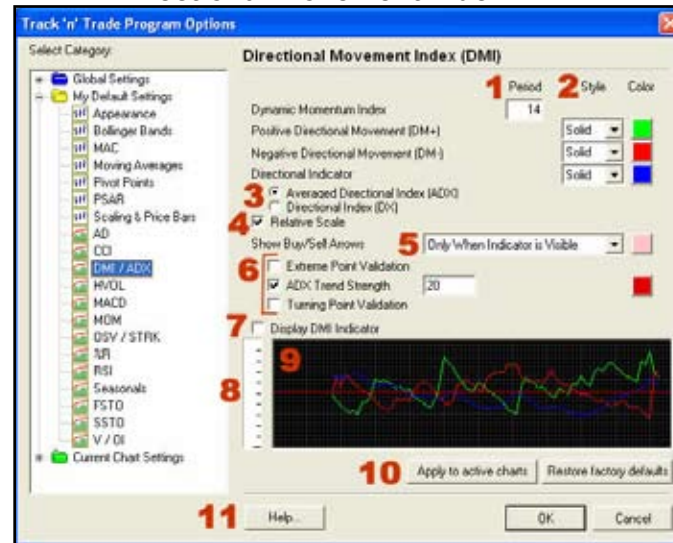 Track 'n' Trade Program Options
Select Category:
Global Settings
My Default Settings
Appearance
Bollinger Bands
MAC
Moving Averages
Pivot Points
PSAR
Scaling & Price Bars
AD
CCI
DMI / ADX
HVOL
MACD
MOM
OSV / STRK
%R
RSI
Seasonals
FSTO
SSTO
V / OI
Current Chart Settings
Directional Movement Index (DMI)
1 Period 2 Style Color
Dynamic Momentum Index 14
Positive Directional Movement (DM+) Solid
Negative Directional Movement (DM-) Solid
Directional Indicator Solid
3 Averaged Directional Index (ADX)
Directional Index (DX)
4 Relative Scale
Show Buy/Sell Arrows 5 Only When Indicator is Visible
6 Extreme Point Validation
ADX Trend Strength 20
Turning Point Validation
7 Display DMI Indicator
8 9
10 Apply to active charts Restore factory defaults
11 Help... OK Cancel